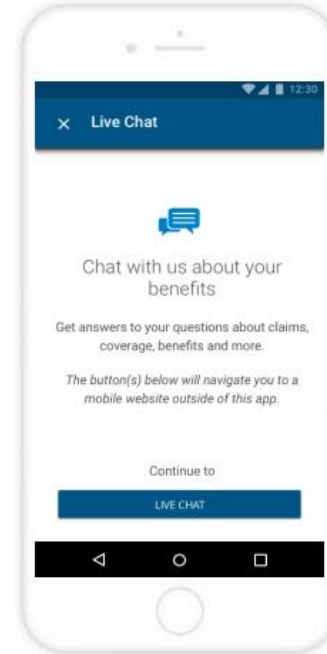 12:30
Live Chat
Chat with us about your
benefits
Get answers to your questions about claims,
coverage, benefits and more.
The button(s) below will navigate you to a
mobile website outside of this app.
Continue to
LIVE CHAT